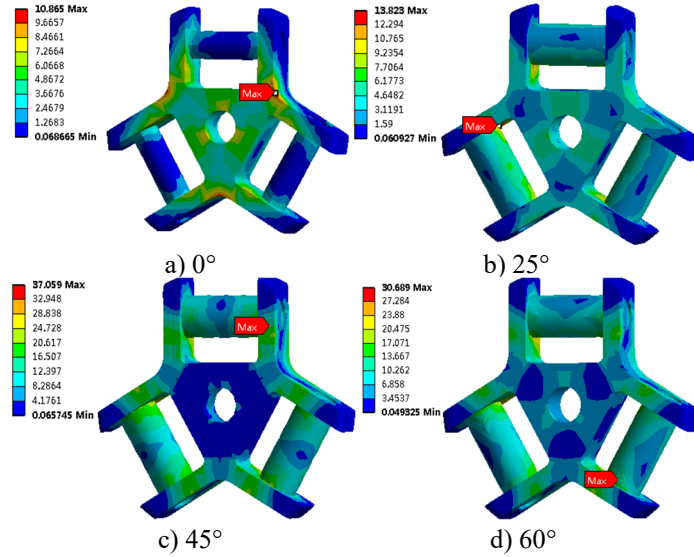 10.865 Max
9.6657
8.4661
7.2665
6.0668
4.8672
3.6676
2.4679
1.2683
0.068665 Min
Max
a) 0°
13.823 Max
12.294
10.765
9.2354
7.7064
6.1773
4.6482
3.1191
1.59
0.060927 Min
Max
b) 25°
37.059 Max
32.948
28.838
24.728
20.617
16.507
12.397
8.2864
4.1761
0.065745 Min
Max
c) 45°
30.689 Max
27.284
23.88
20.475
17.071
13.667
10.262
6.858
3.4537
0.049325 Min
Max
d) 60°